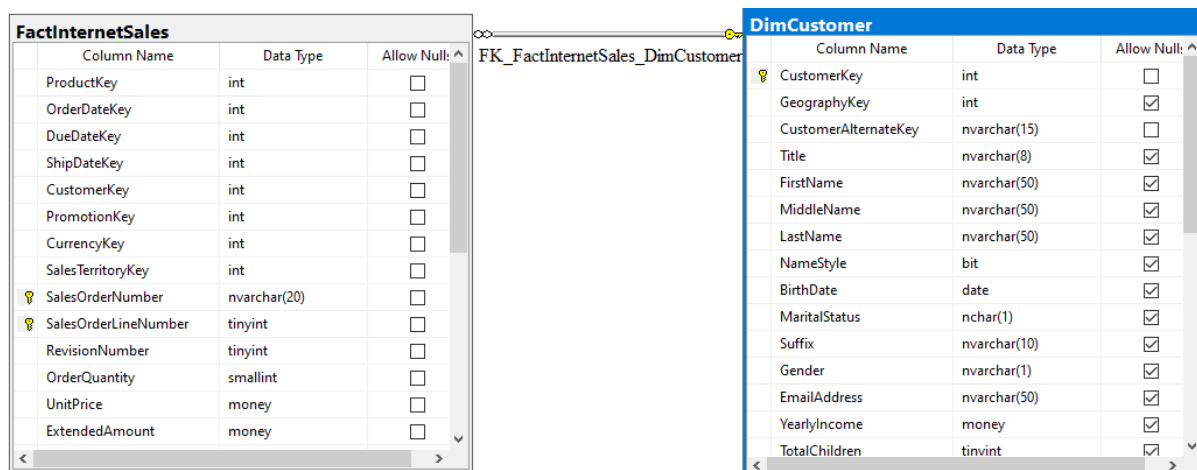 FactInternetSales
Column Name Data Type Allow Null:
ProductKey int
OrderDateKey int
DueDateKey int
ShipDateKey int
CustomerKey int
PromotionKey int
CurrencyKey int
SalesTerritoryKey int
SalesOrderNumber nvarchar(20)
SalesOrderLineNumber tinyint
RevisionNumber tinyint
OrderQuantity smallint
UnitPrice money
ExtendedAmount money
FK_FactInternetSales_DimCustomer
DimCustomer
Column Name Data Type Allow Null:
CustomerKey int
GeographyKey int
CustomerAlternateKey nvarchar(15)
Title nvarchar(8)
FirstName nvarchar(50)
MiddleName nvarchar(50)
LastName nvarchar(50)
NameStyle bit
BirthDate date
MaritalStatus nchar(1)
Suffix nvarchar(10)
Gender nvarchar(1)
EmailAddress nvarchar(50)
YearlyIncome money
TotalChildren tinyint